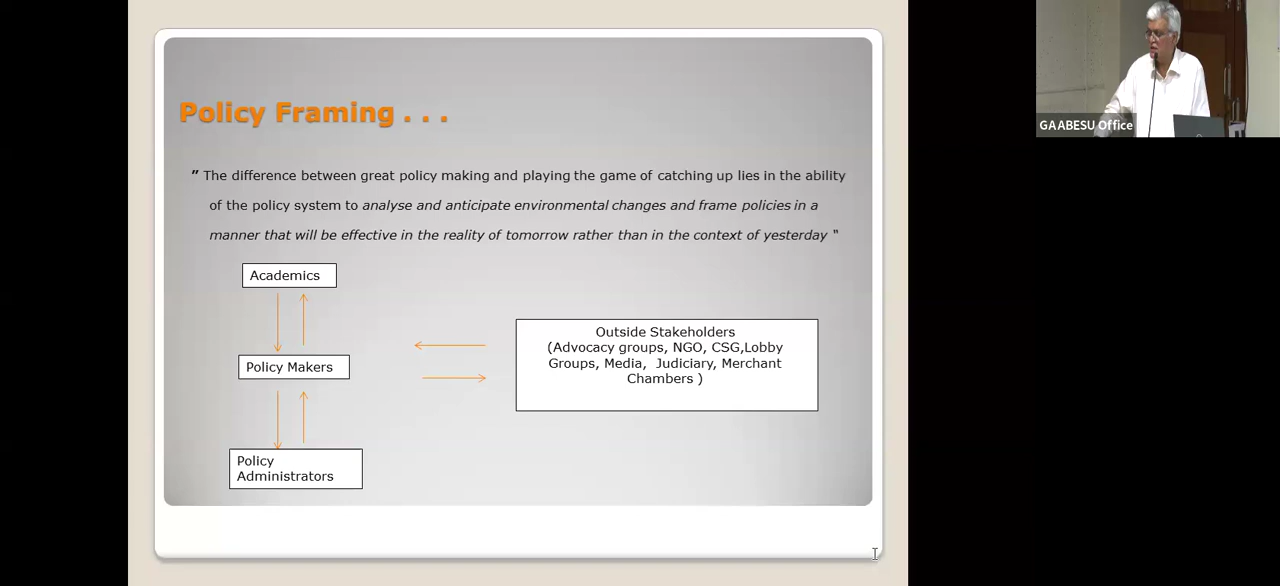 Policy Framing . . .
" The difference between great policy making and playing the game of catching up lies in the ability
of the policy system to analyse and anticipate environmental changes and frame policies in a
manner that will be effective in the reality of tomorrow rather than in the context of yesterday "
Academics
Outside Stakeholders
(Advocacy groups, NGO, CSG,Lobby
Groups, Media, Judiciary, Merchant
Chambers )
Policy Makers
Policy
Administrators
GAABESU Office